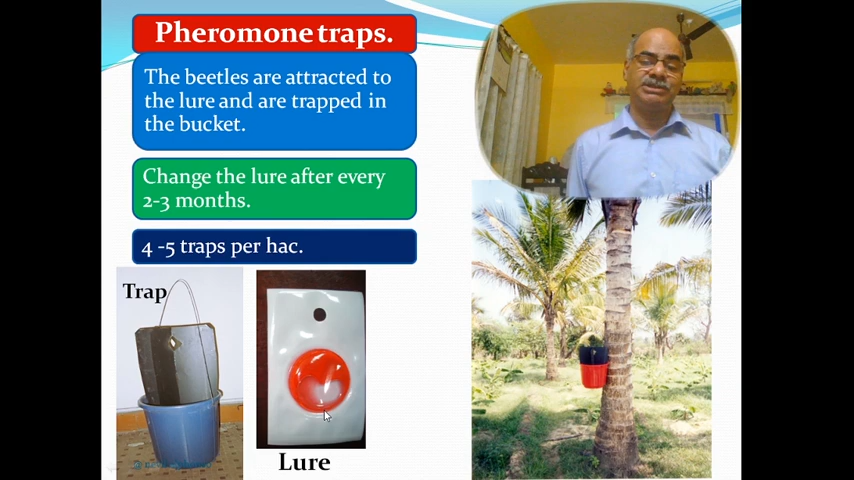 Pheromone traps.
The beetles are attracted to
the lure and are trapped in
the bucket.
Change the lure after every
2-3 months.
4 -5 traps per hac.
Trap
Lure